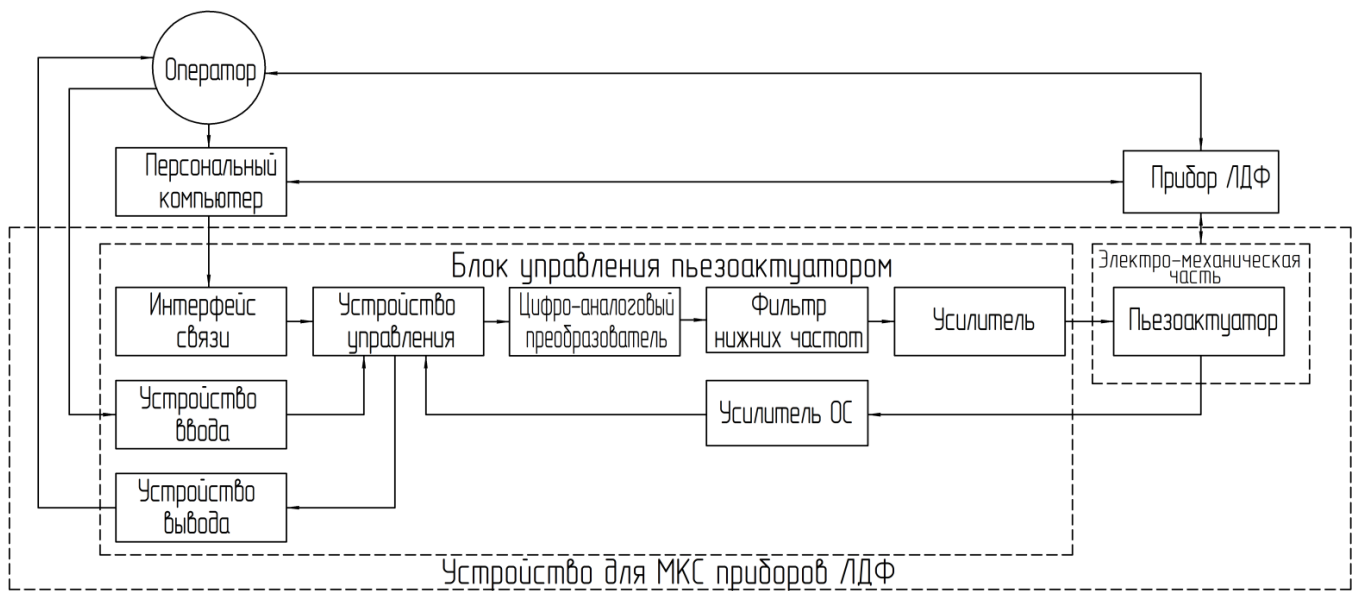 Оператор
Персональный
компьютер
Прибор ЛДФ
Блок управления пьезоактуатором
Электро-механическая
часть
Интерфейс
связи
Устройство
управления
Цифро-аналоговый
преобразователь
Фильтр
нижних частот
Усилитель
Пьезоактуатор
Устройство
ввода
Усилитель ОС
Устройство
вывода
Устройство для МКС приборов ЛДФ